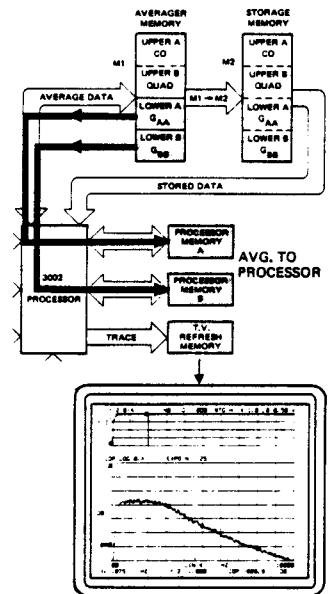 AVERAGER
MEMORY
STORAGE
MEMORY
M1
UPPER A
CO
UPPER B
QUAD
LOWER A
GAA
LOWER B
GBB
M2
UPPER A
CO
UPPER B
QUAD
LOWER A
GAA
LOWER B
GBB
AVERAGE DATA
M1 → M2
STORED DATA
3002
PROCESSOR
PROCESSOR
MEMORY
A
PROCESSOR
MEMORY
B
AVG. TO
PROCESSOR
TRACE
T.V.
REFRESH
MEMORY
LOG
25